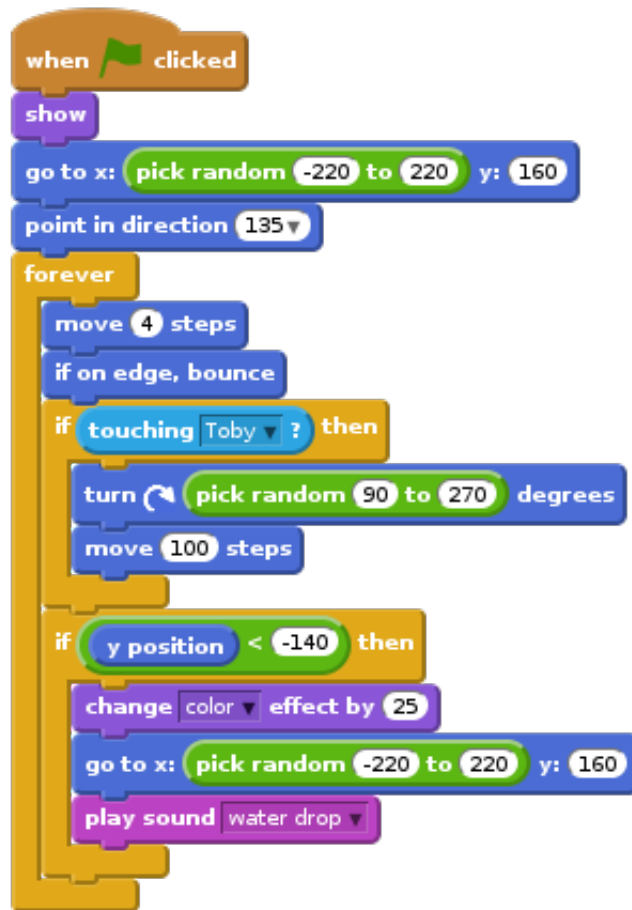 when clicked
show
go to x: pick random -220 to 220 y: 160
point in direction 135
forever
move 4 steps
if on edge, bounce
if touching Toby ? then
turn pick random 90 to 270 degrees
move 100 steps
if y position < -140 then
change color effect by 25
go to x: pick random -220 to 220 y: 160
play sound water drop